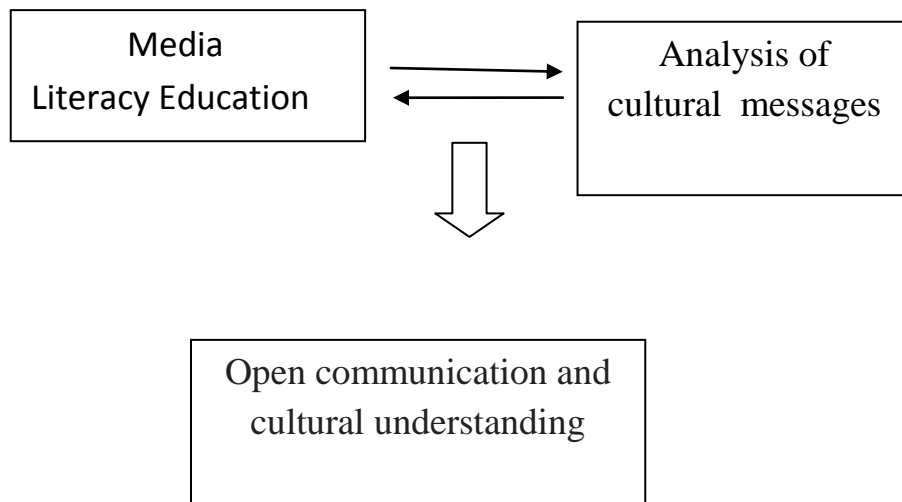 Media
Literacy Education
Analysis of
cultural messages
Open communication and
cultural understanding